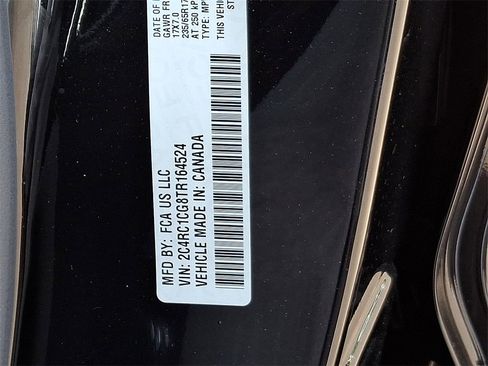 DATE OF
GAWR FR
17X7.0
235/65R17
AT 250 kP
THIS VEHI
ST
TYPE: MP
MFD BY: FCA US LLC
VIN: 2C4RC1CG8TR164524
VEHICLE MADE IN: CANADA